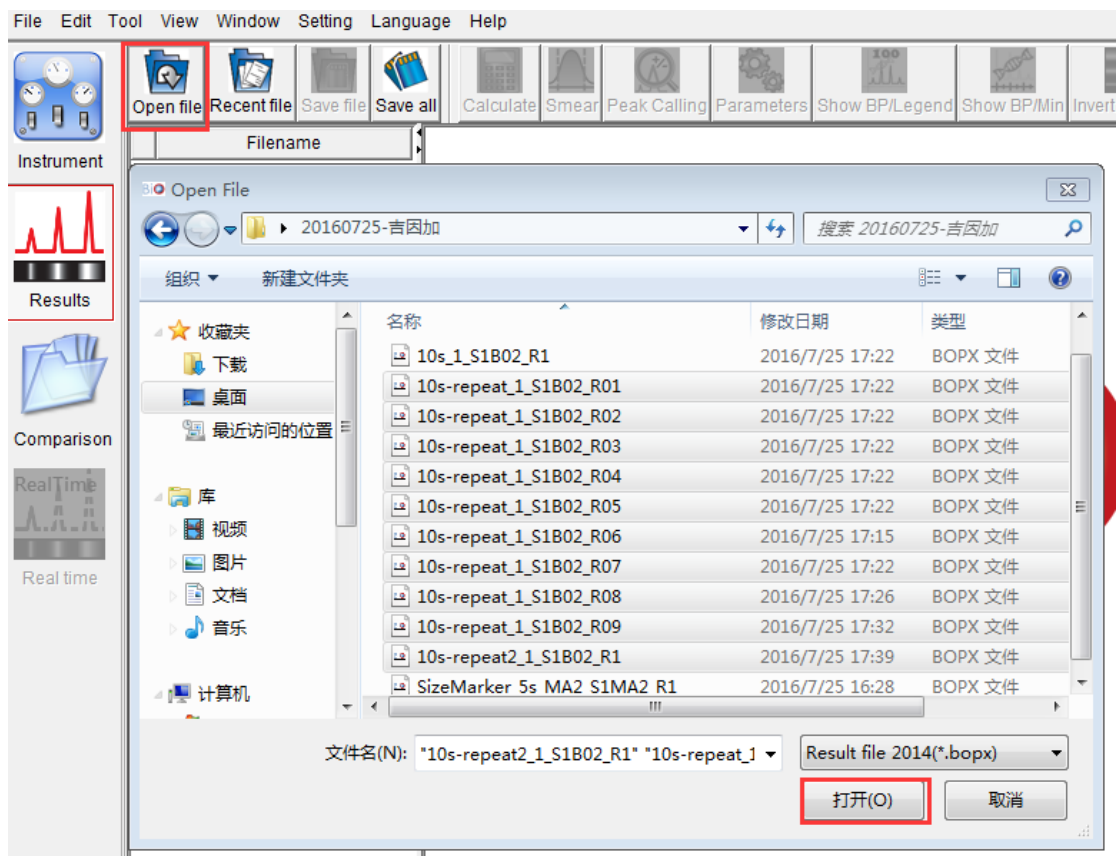 File Edit Tool View Window Setting Language Help
Open file Recent file Save file Save all Calculate Smear Peak Calling Parameters Show BP/Legend Show BP/Min Invert
100
Instrument
Filename
Results
Comparison
RealTime
Real time
Open File
20160725-吉因加
搜索 20160725-吉因加
组织 新建文件夹
收藏夹
下载
桌面
最近访问的位置
库
视频
图片
文档
音乐
计算机
名称 修改日期 类型
10s_1_S1B02_R1 2016/7/25 17:22 BOPX 文件
10s-repeat_1_S1B02_R01 2016/7/25 17:22 BOPX 文件
10s-repeat_1_S1B02_R02 2016/7/25 17:22 BOPX 文件
10s-repeat_1_S1B02_R03 2016/7/25 17:22 BOPX 文件
10s-repeat_1_S1B02_R04 2016/7/25 17:22 BOPX 文件
10s-repeat_1_S1B02_R05 2016/7/25 17:22 BOPX 文件
10s-repeat_1_S1B02_R06 2016/7/25 17:15 BOPX 文件
10s-repeat_1_S1B02_R07 2016/7/25 17:22 BOPX 文件
10s-repeat_1_S1B02_R08 2016/7/25 17:26 BOPX 文件
10s-repeat_1_S1B02_R09 2016/7/25 17:32 BOPX 文件
10s-repeat2_1_S1B02_R1 2016/7/25 17:39 BOPX 文件
SizeMarker_5s_MA2_S1MA2_R1 2016/7/25 16:28 BOPX 文件
文件名(N): "10s-repeat2_1_S1B02_R1" "10s-repeat_1 Result file 2014(*.bopx)
打开(O) 取消